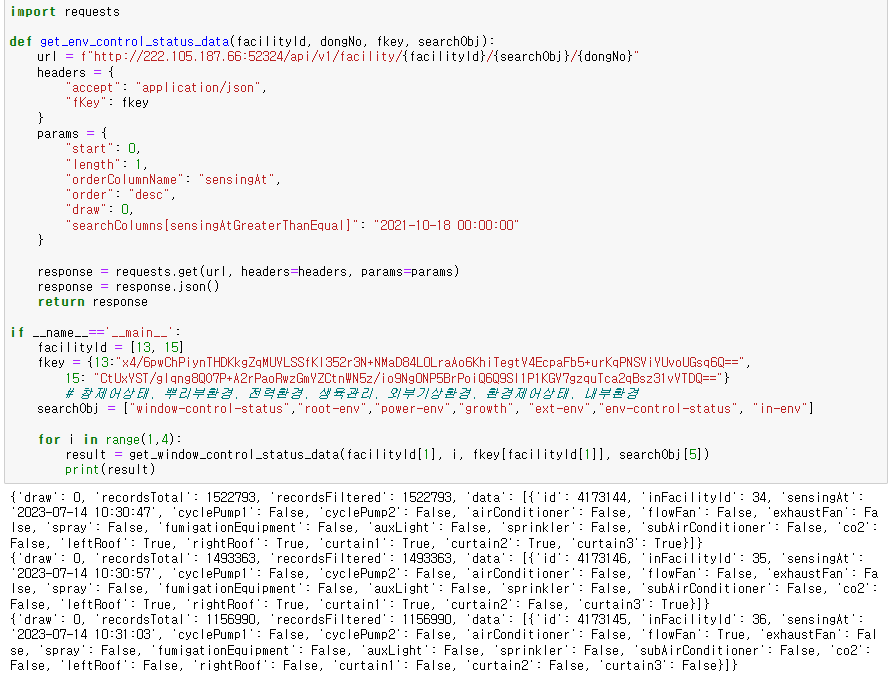 import requests
def get_env_control_status_data(facilityId, dongNo, fkey, searchObj):
url = f"http://222.105.187.66:52324/api/v1/facility/{facilityId}/{searchObj}/{dongNo}"
headers = {
"accept": "application/json",
"fKey": fkey
}
params = {
"start": 0,
"length": 1,
"orderColumnName": "sensingAt",
"order": "desc",
"draw": 0,
"searchColumns[sensingAtGreaterThanEqual]": "2021-10-18 00:00:00"
}
response = requests.get(url, headers=headers, params=params)
response = response.json()
return response
if __name__=='__main__':
facilityId = [13, 15]
fkey = {13:
15:
# 창제어상태, 뿌리부환경, 전력환경, 생육관리, 외부기상환경, 환경제어상태, 내부환경
searchObj = ["window-control-status","root-env","power-env","growth", "ext-env","env-control-status", "in-env"]
for i in range(1,4):
result = get_window_control_status_data(facilityId[1], i, fkey[facilityId[1]], searchObj[5])
print(result)
{'draw': 0, 'recordsTotal': 1522793, 'recordsFiltered': 1522793, 'data': [{'id': 4173144, 'inFacilityId': 34, 'sensingAt':
'2023-07-14 10:30:47', 'cyclePump1': False, 'cyclePump2': False, 'airConditioner': False, 'flowFan': False, 'exhaustFan': Fa
lse, 'spray': False, 'fumigationEquipment': False, 'auxLight': False, 'sprinkler': False, 'subAirConditioner': False, 'co2':
False, 'leftRoof': True, 'rightRoof': True, 'curtain1': True, 'curtain2': True, 'curtain3': True}]}
{'draw': 0, 'recordsTotal': 1493363, 'recordsFiltered': 1493363, 'data': [{'id': 4173146, 'inFacilityId': 35, 'sensingAt':
'2023-07-14 10:30:57', 'cyclePump1': False, 'cyclePump2': False, 'airConditioner': False, 'flowFan': False, 'exhaustFan': Fa
lse, 'spray': False, 'fumigationEquipment': False, 'auxLight': False, 'sprinkler': False, 'subAirConditioner': False, 'co2':
False, 'leftRoof': True, 'rightRoof': True, 'curtain1': True, 'curtain2': False, 'curtain3': True}]}
{'draw': 0, 'recordsTotal': 1156990, 'recordsFiltered': 1156990, 'data': [{'id': 4173145, 'inFacilityId': 36, 'sensingAt':
'2023-07-14 10:31:03', 'cyclePump1': False, 'cyclePump2': False, 'airConditioner': False, 'flowFan': True, 'exhaustFan': Fal
se, 'spray': False, 'fumigationEquipment': False, 'auxLight': False, 'sprinkler': False, 'subAirConditioner': False, 'co2':
False, 'leftRoof': False, 'rightRoof': False, 'curtain1': False, 'curtain2': False, 'curtain3': False}]}